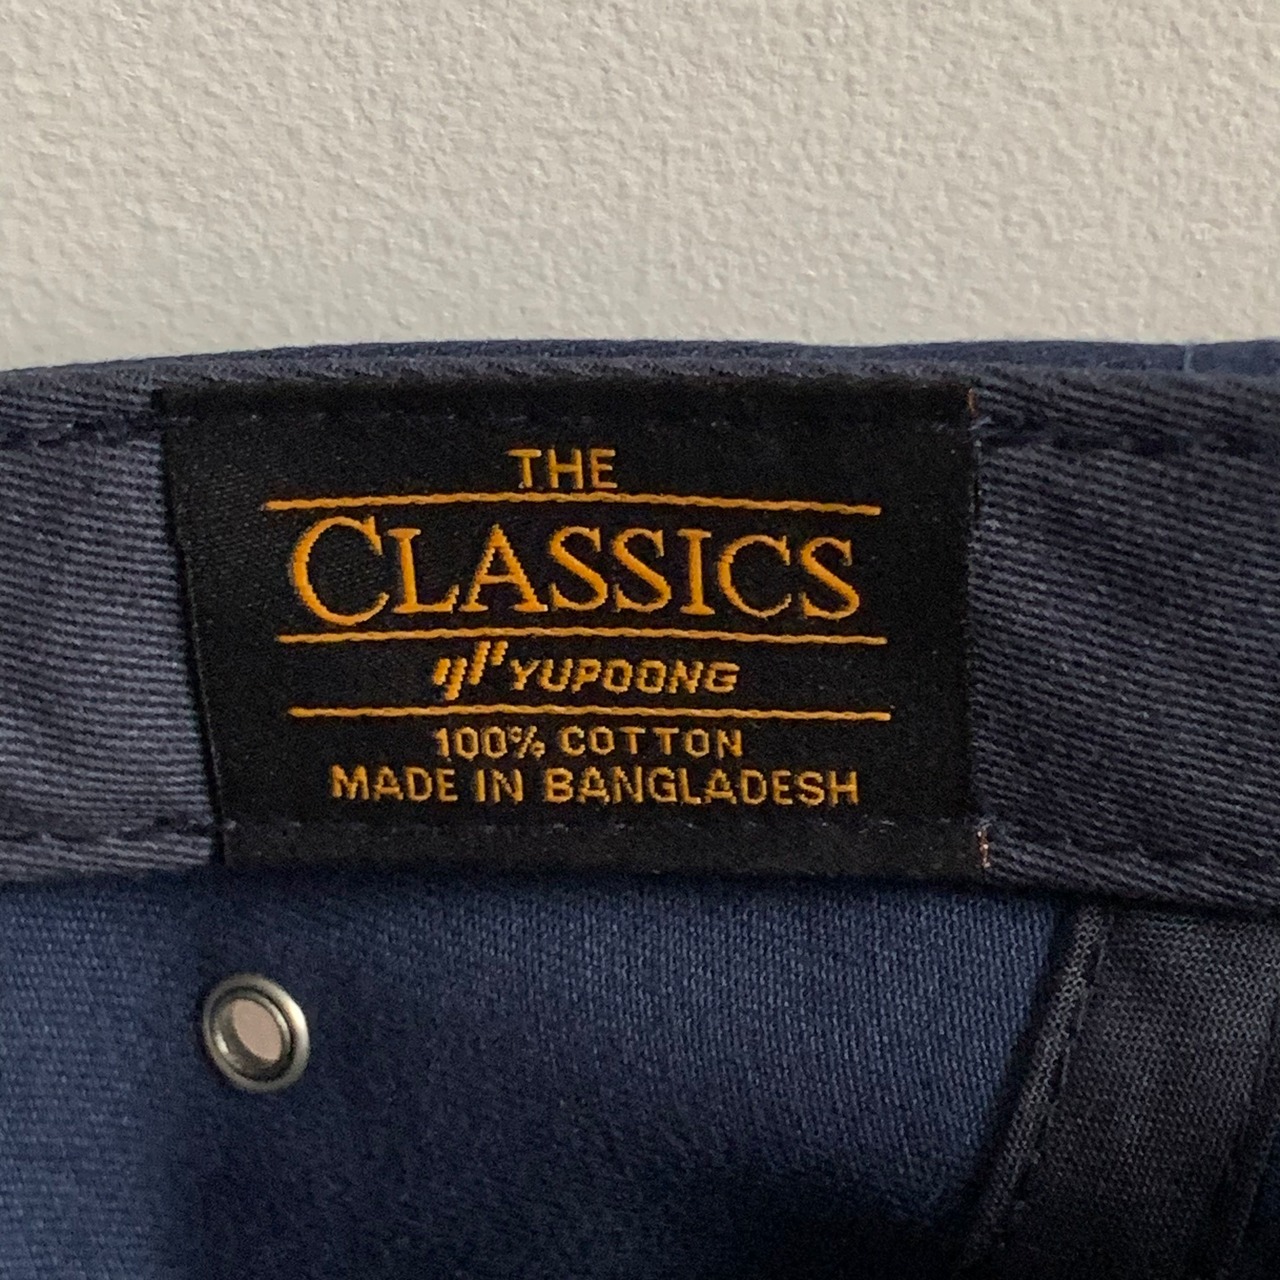 THE
CLASSICS
YUPOONG
100% COTTON
MADE IN BANGLADESH